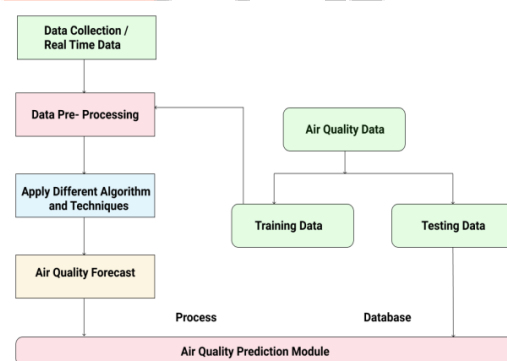 Data Collection /
Real Time Data
Data Pre- Processing
Air Quality Data
Apply Different Algorithm
and Techniques
Training Data
Testing Data
Air Quality Forecast
Process
Database
Air Quality Prediction Module